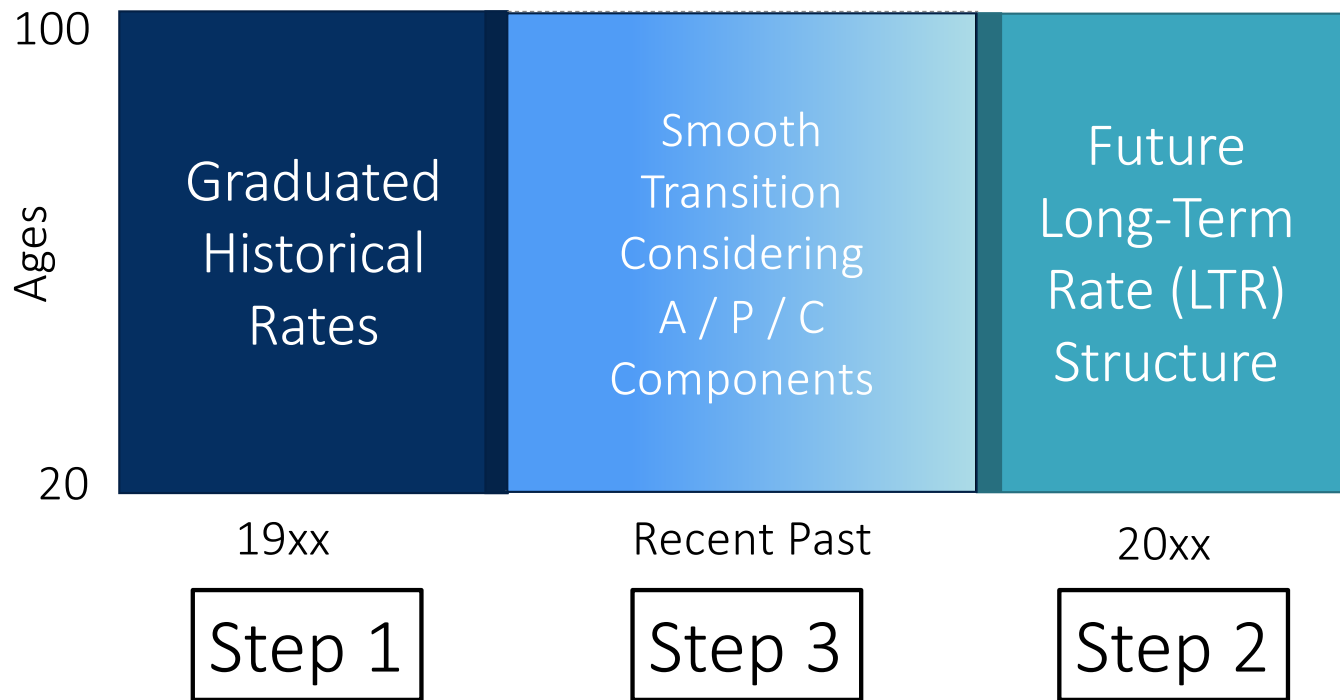 100
Ages
20
Graduated
Historical
Rates
Smooth
Transition
Considering
A / P / C
Components
Future
Long-Term
Rate (LTR)
Structure
19xx
Recent Past
20xx
Step 1
Step 3
Step 2